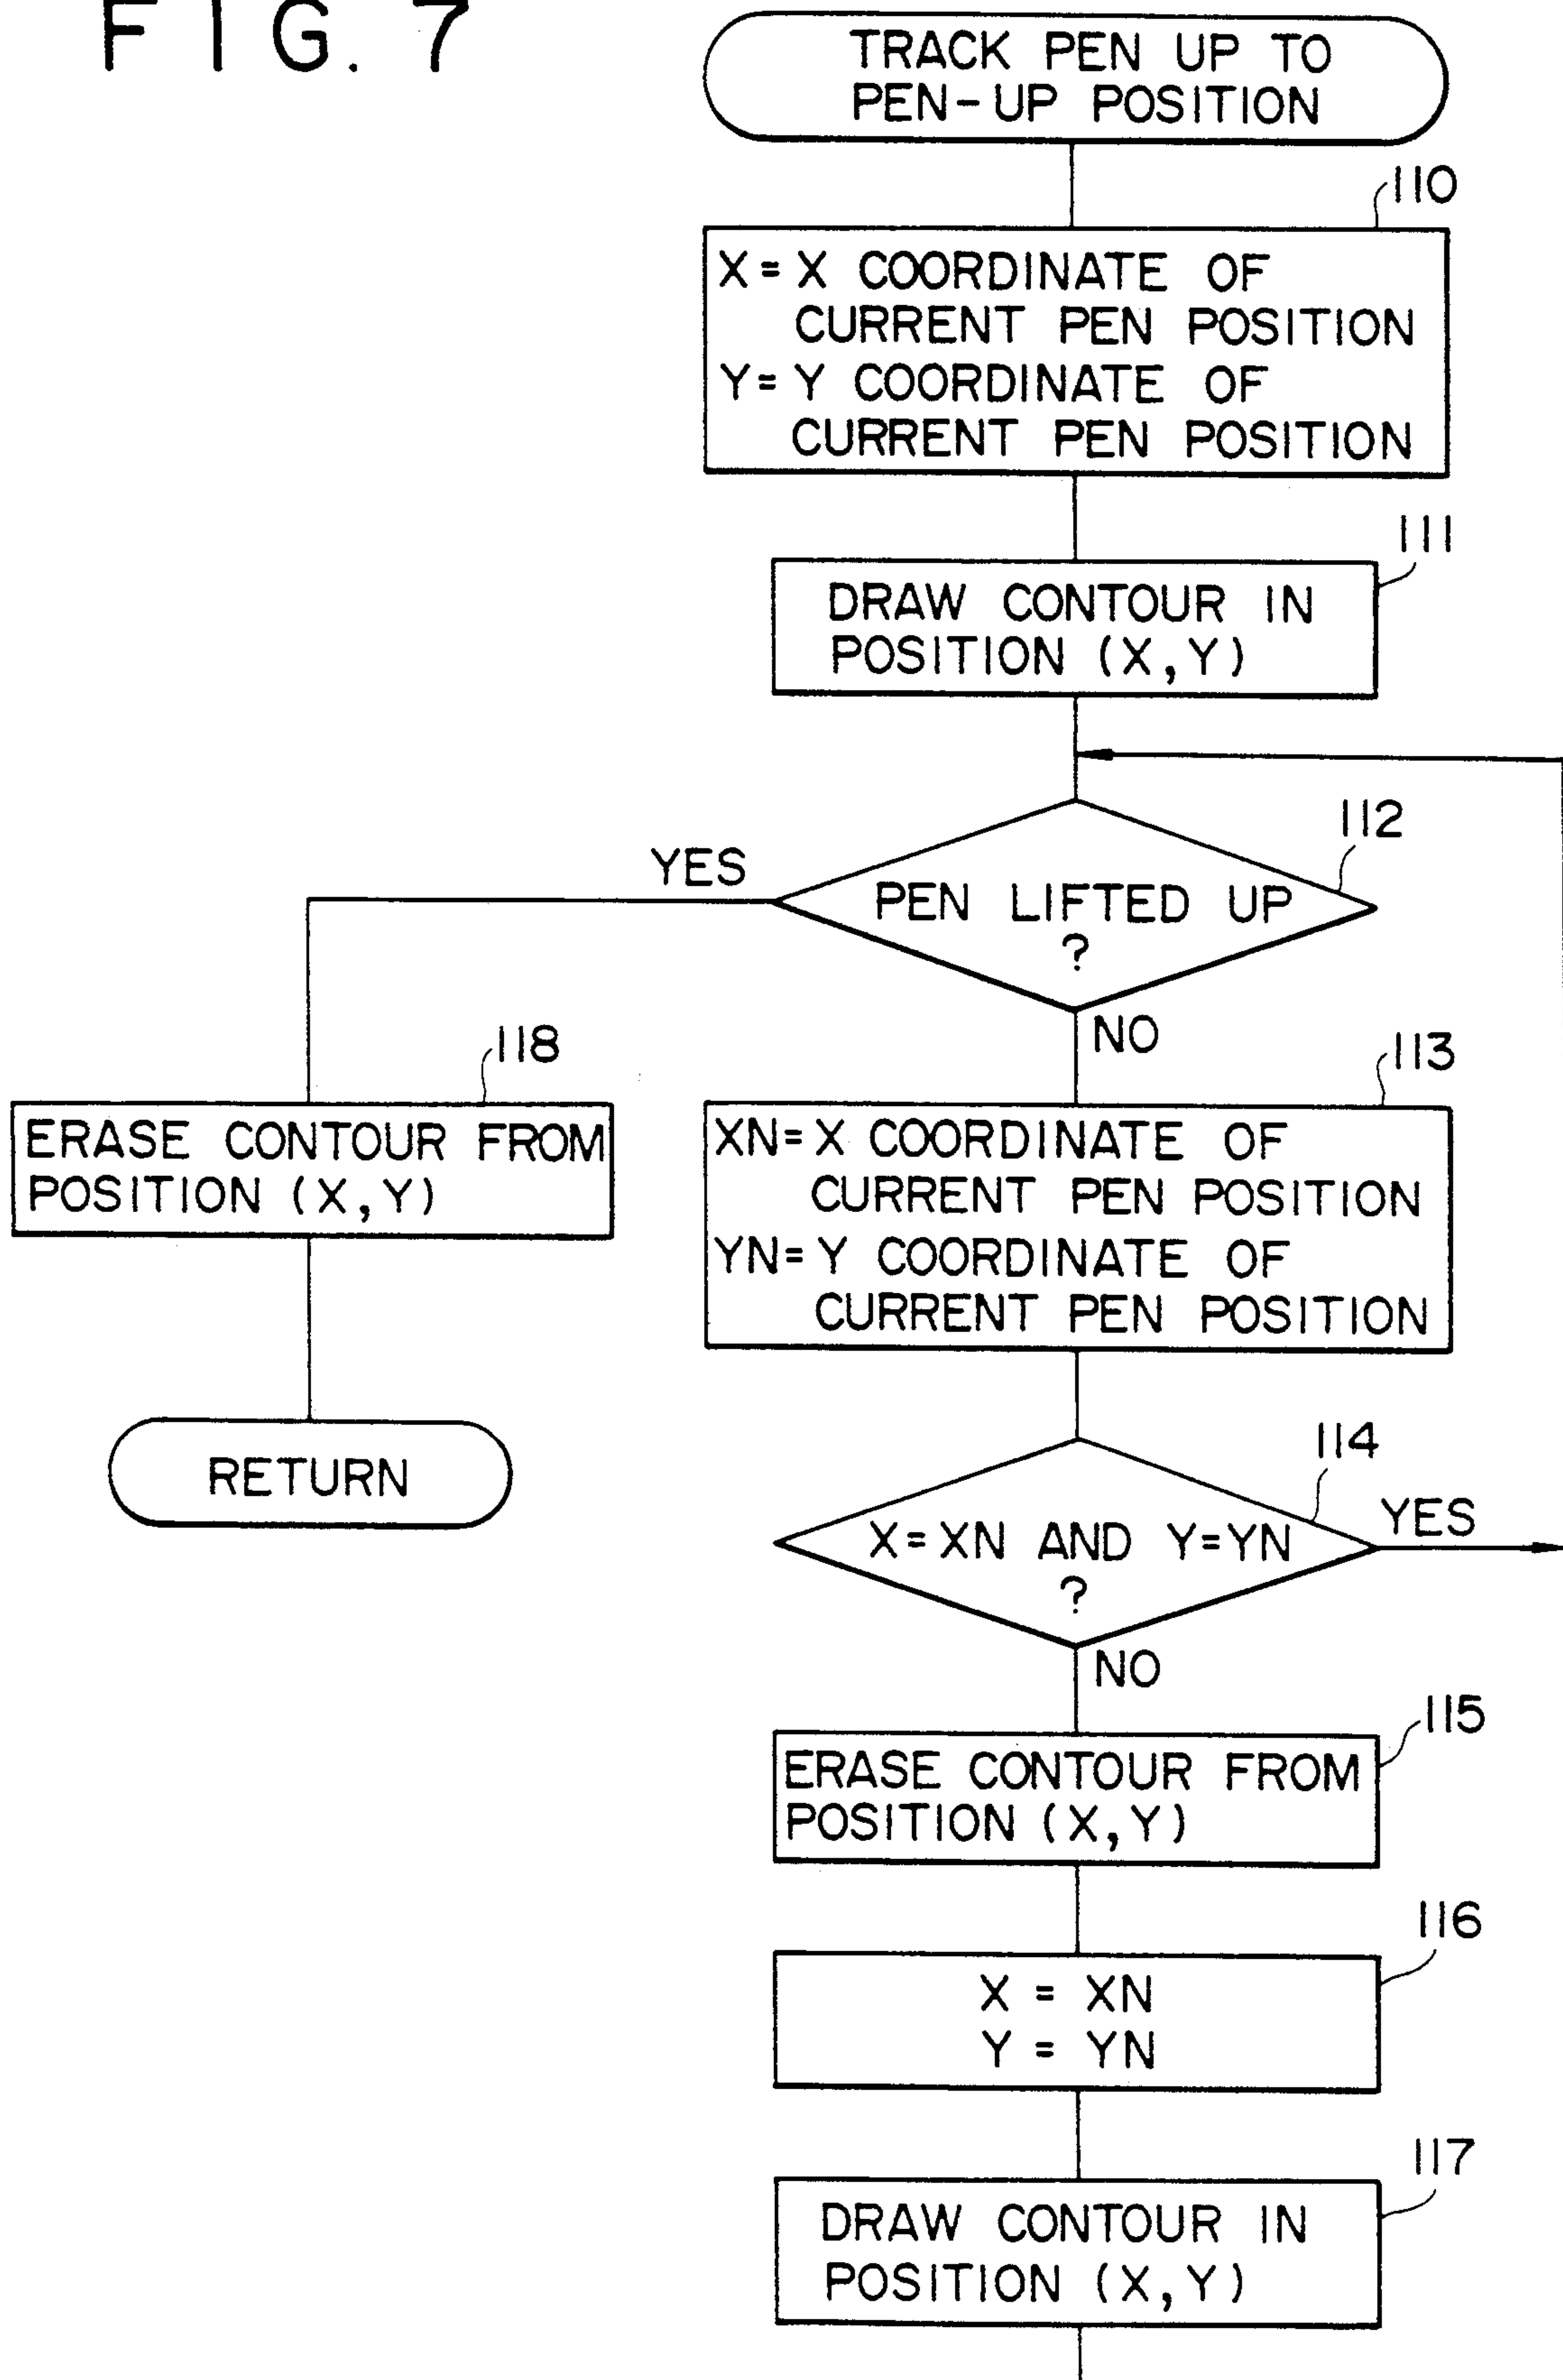 FIG. 7
TRACK PEN UP TO
PEN-UP POSITION
110
X = X COORDINATE OF
CURRENT PEN POSITION
Y = Y COORDINATE OF
CURRENT PEN POSITION
111
DRAW CONTOUR IN
POSITION (X,Y)
112
YES
PEN LIFTED UP
?
NO
118
ERASE CONTOUR FROM
POSITION (X,Y)
RETURN
113
XN = X COORDINATE OF
CURRENT PEN POSITION
YN = Y COORDINATE OF
CURRENT PEN POSITION
114
X = XN AND Y = YN
?
YES
NO
115
ERASE CONTOUR FROM
POSITION (X,Y)
116
X = XN
Y = YN
117
DRAW CONTOUR IN
POSITION (X,Y)